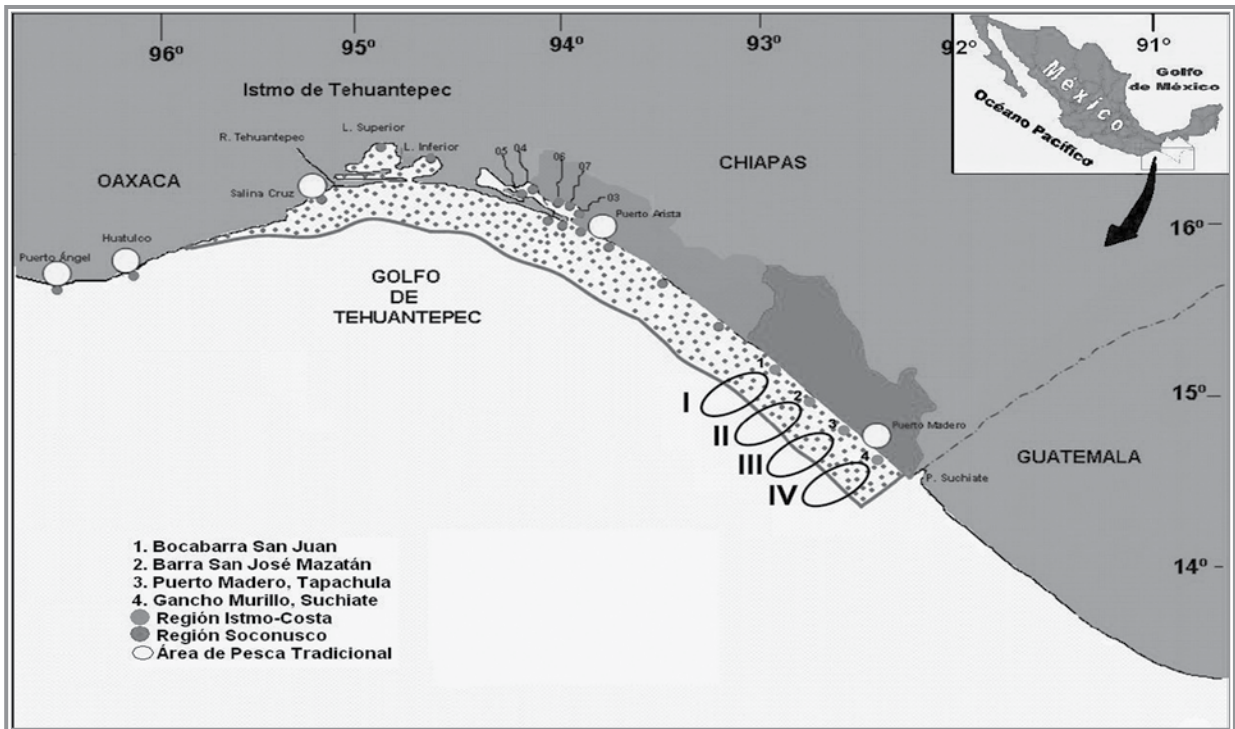 96º
95º
94º
93º
92º
91º
México
Golfo
de México
Océano Pacífico
Istmo de Tehuantepec
L. Superior
R. Tehuantepec
L. Inferior
OAXACA
Salina Cruz
05
04
06
07
03
CHIAPAS
Puerto Arista
16º
Huatulco
Puerto Ángel
GOLFO
DE
TEHUANTEPEC
1
I
2
II
3
Puerto Madero
III
4
IV
15º
GUATEMALA
P. Suchiate
14º
1. Bocabarra San Juan
2. Barra San José Mazatán
3. Puerto Madero, Tapachula
4. Gancho Murillo, Suchiate
Región Istmo-Costa
Región Soconusco
Área de Pesca Tradicional